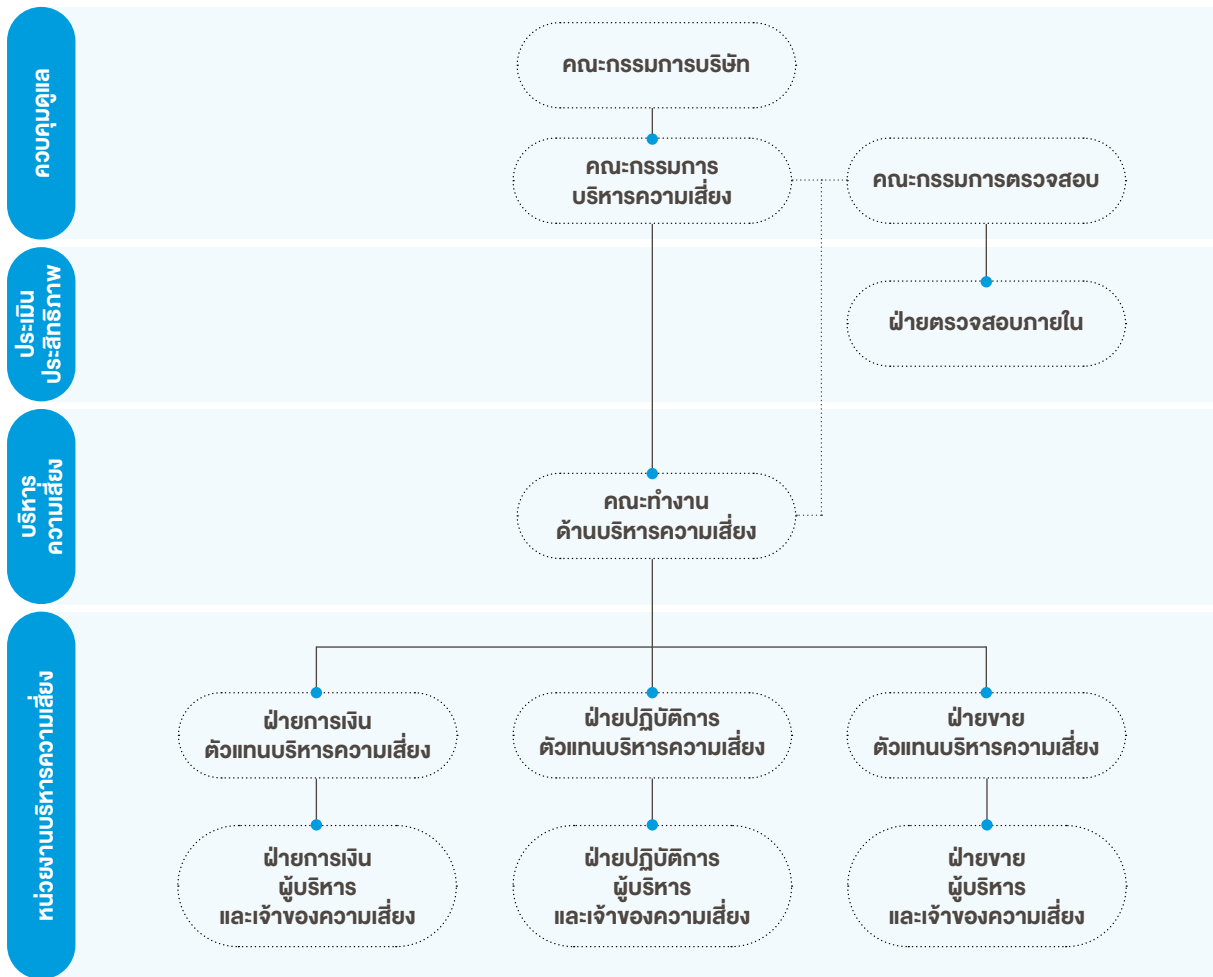 ควบคุมดูแล
คณะกรรมการบริษัท
คณะกรรมการ
บริหารความเสี่ยง
คณะกรรมการตรวจสอบ
ประเมิน
ประสิทธิภาพ
ฝ่ายตรวจสอบภายใน
บริหาร
ความเสี่ยง
คณะทำงาน
ด้านบริหารความเสี่ยง
หน่วยงานบริหารความเสี่ยง
ฝ่ายการเงิน
ตัวแทนบริหารความเสี่ยง
ฝ่ายปฏิบัติการ
ตัวแทนบริหารความเสี่ยง
ฝ่ายขาย
ตัวแทนบริหารความเสี่ยง
ฝ่ายการเงิน
ผู้บริหาร
และเจ้าของความเสี่ยง
ฝ่ายปฏิบัติการ
ผู้บริหาร
และเจ้าของความเสี่ยง
ฝ่ายขาย
ผู้บริหาร
และเจ้าของความเสี่ยง